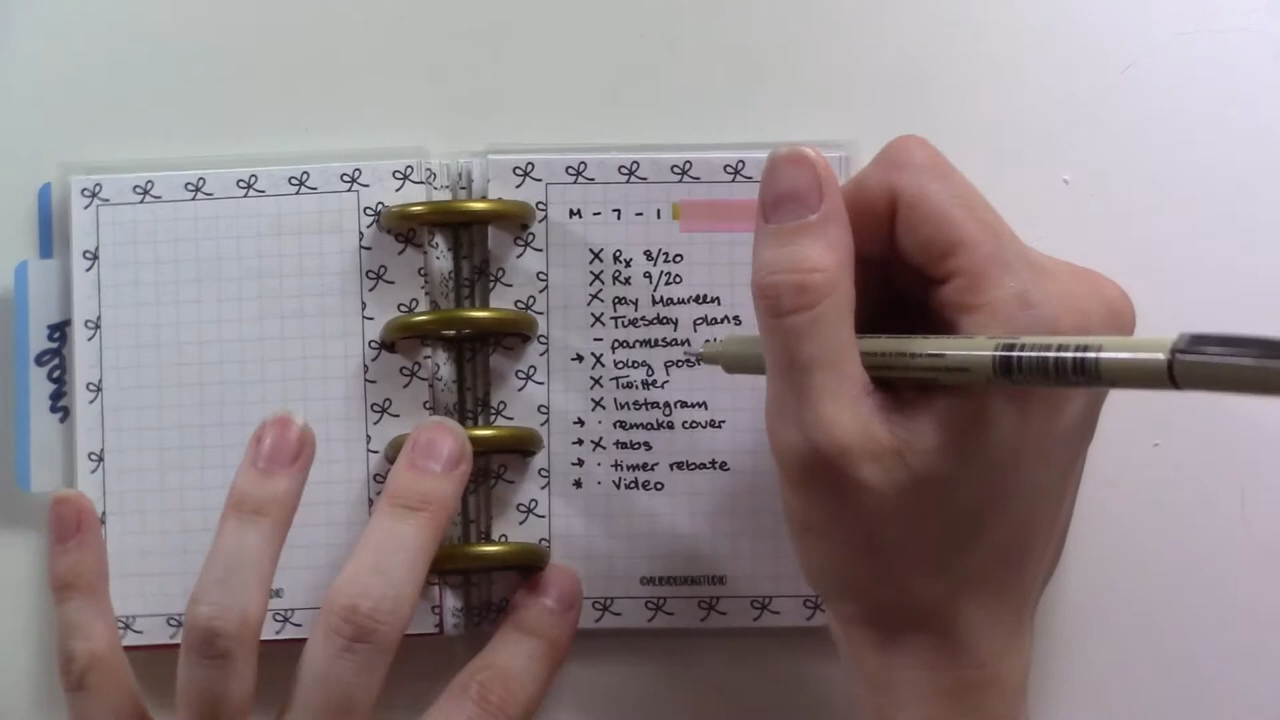 M - 7 - 1
X Rx 8/20
X Rx 9/20
X pay Maureen
X Tuesday plans
- parmesan
→ X blog post
X Twitter
X Instagram
→ · remake cover
→ X tabs
→ · timer rebate
* · Video
©ALIBIDESIGNSTUDIO
plan